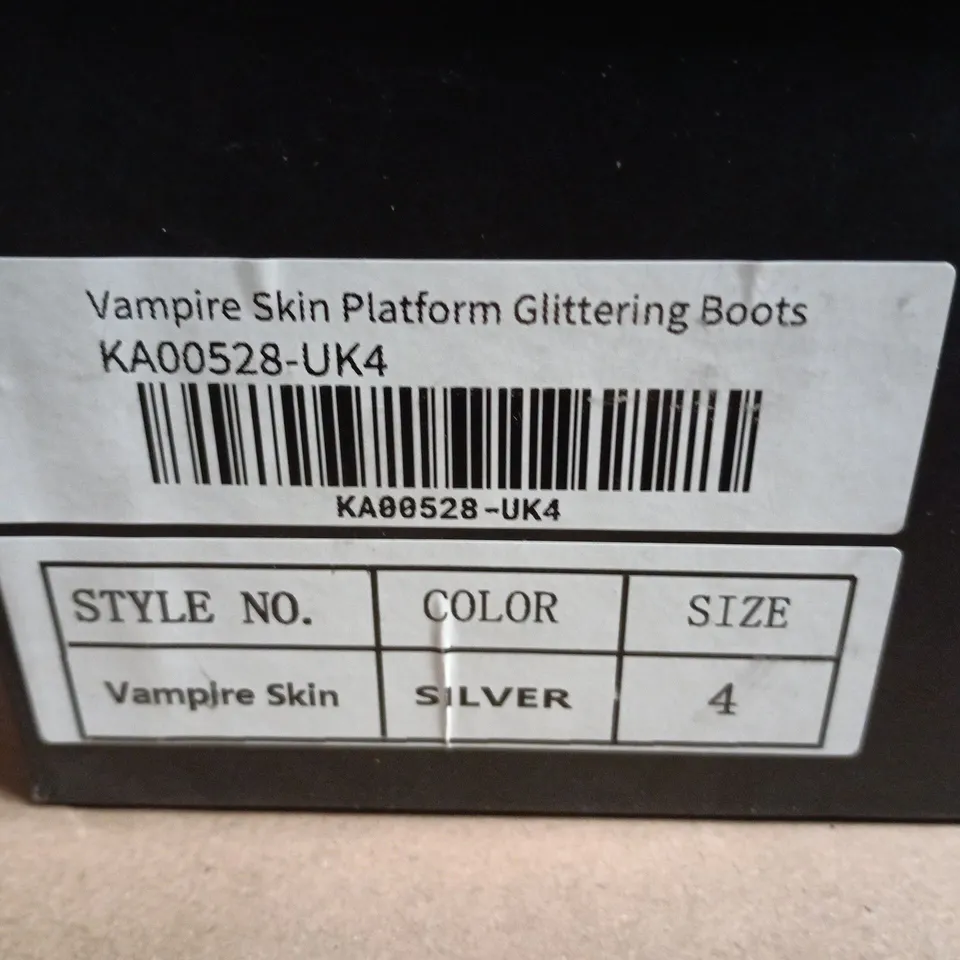 Vampire Skin Platform Glittering Boots
KA00528-UK4
KA00528-UK4
STYLE NO. COLOR SIZE
Vampire Skin SILVER 4